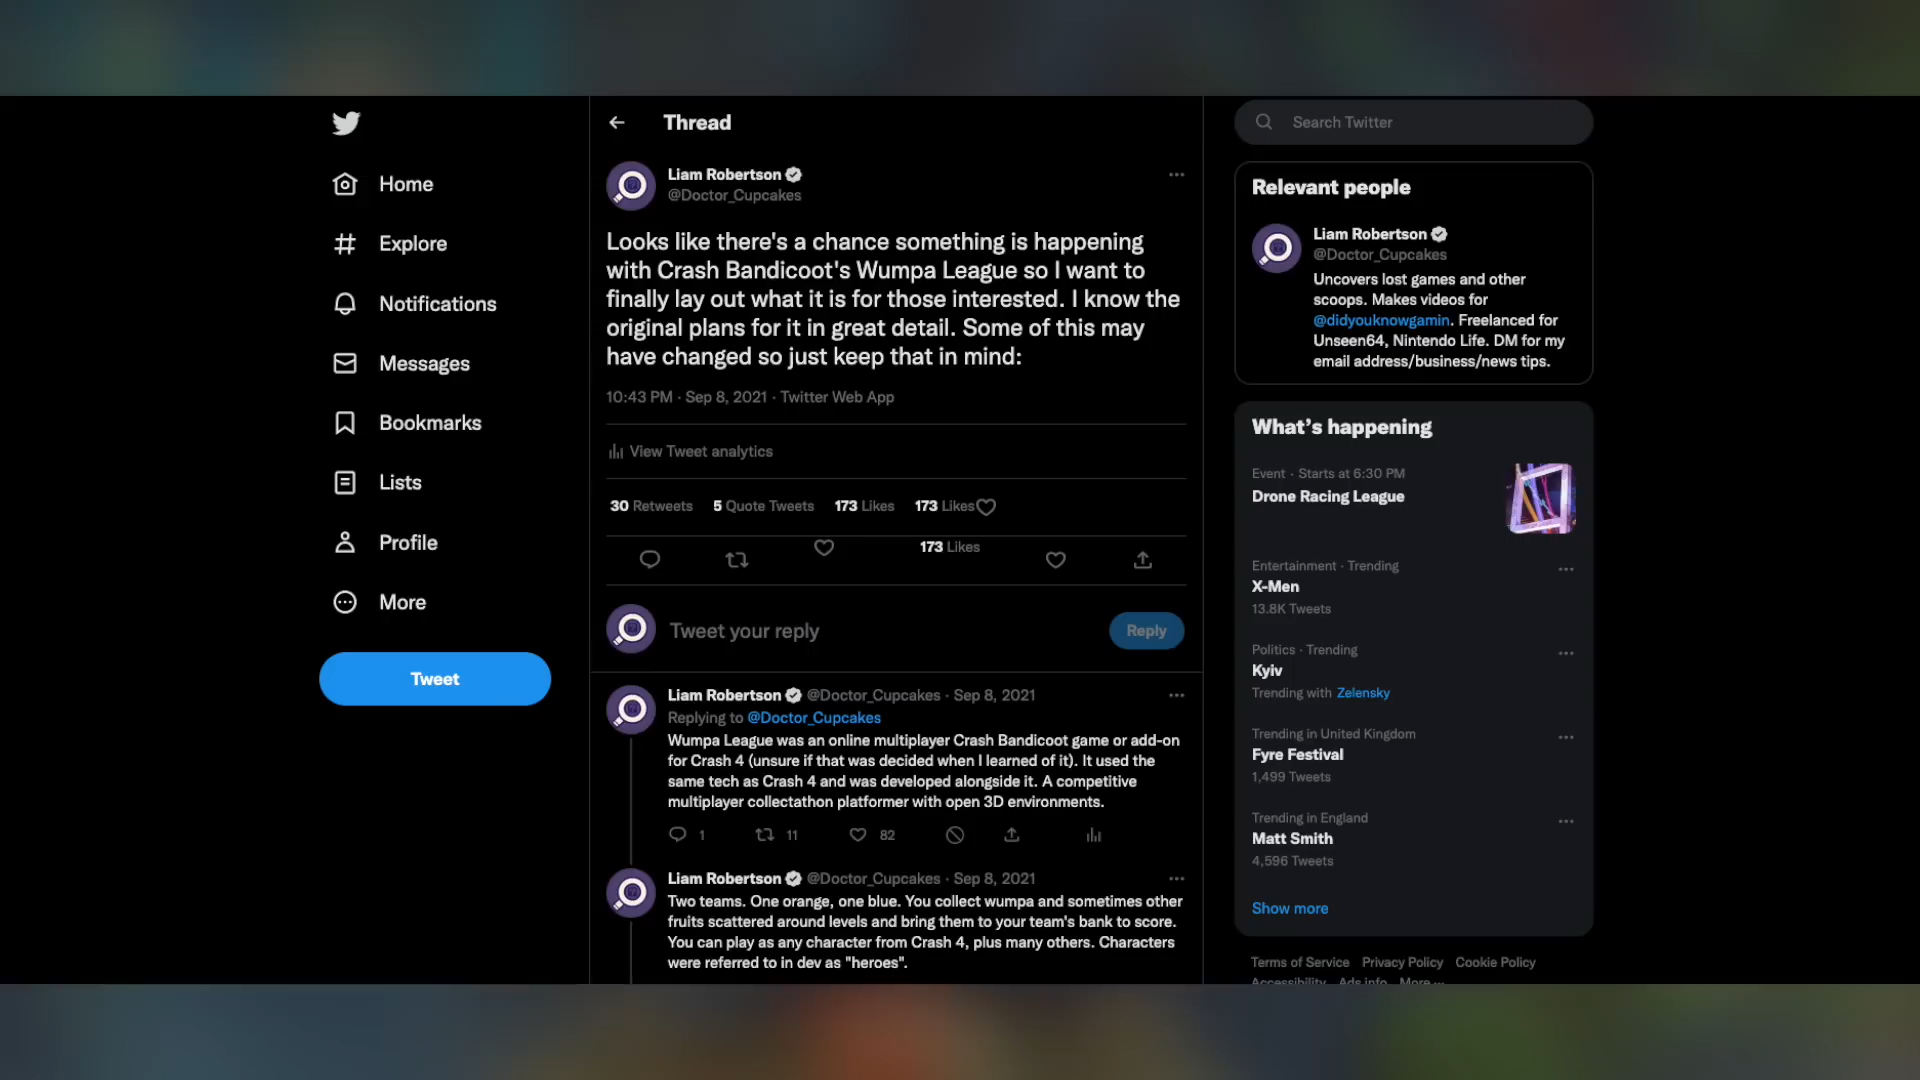 Home
Explore
Notifications
Messages
Bookmarks
Lists
Profile
More
Tweet
Thread
Liam Robertson
@Doctor_Cupcakes
Looks like there's a chance something is happening
with Crash Bandicoot's Wumpa League so I want to
finally lay out what it is for those interested. I know the
original plans for it in great detail. Some of this may
have changed so just keep that in mind:
10:43 PM · Sep 8, 2021 · Twitter Web App
View Tweet analytics
30 Retweets 5 Quote Tweets 173 Likes 173 Likes
173 Likes
Tweet your reply
Reply
Liam Robertson @Doctor_Cupcakes · Sep 8, 2021
Replying to @Doctor_Cupcakes
Wumpa League was an online multiplayer Crash Bandicoot game or add-on
for Crash 4 (unsure if that was decided when I learned of it). It used the
same tech as Crash 4 and was developed alongside it. A competitive
multiplayer collectathon platformer with open 3D environments.
1 11 82
Liam Robertson @Doctor_Cupcakes · Sep 8, 2021
Two teams. One orange, one blue. You collect wumpa and sometimes other
fruits scattered around levels and bring them to your team's bank to score.
You can play as any character from Crash 4, plus many others. Characters
were referred to in dev as "heroes".
Search Twitter
Relevant people
Liam Robertson
@Doctor_Cupcakes
Uncovers lost games and other
scoops. Makes videos for
@didyouknowgamin. Freelanced for
Unseen64, Nintendo Life. DM for my
email address/business/news tips.
What's happening
Event · Starts at 6:30 PM
Drone Racing League
Entertainment · Trending
X-Men
13.8K Tweets
Politics · Trending
Kyiv
Trending with Zelensky
Trending in United Kingdom
Fyre Festival
1,499 Tweets
Trending in England
Matt Smith
4,596 Tweets
Show more
Terms of Service Privacy Policy Cookie Policy
Accessibility Ads info More ...